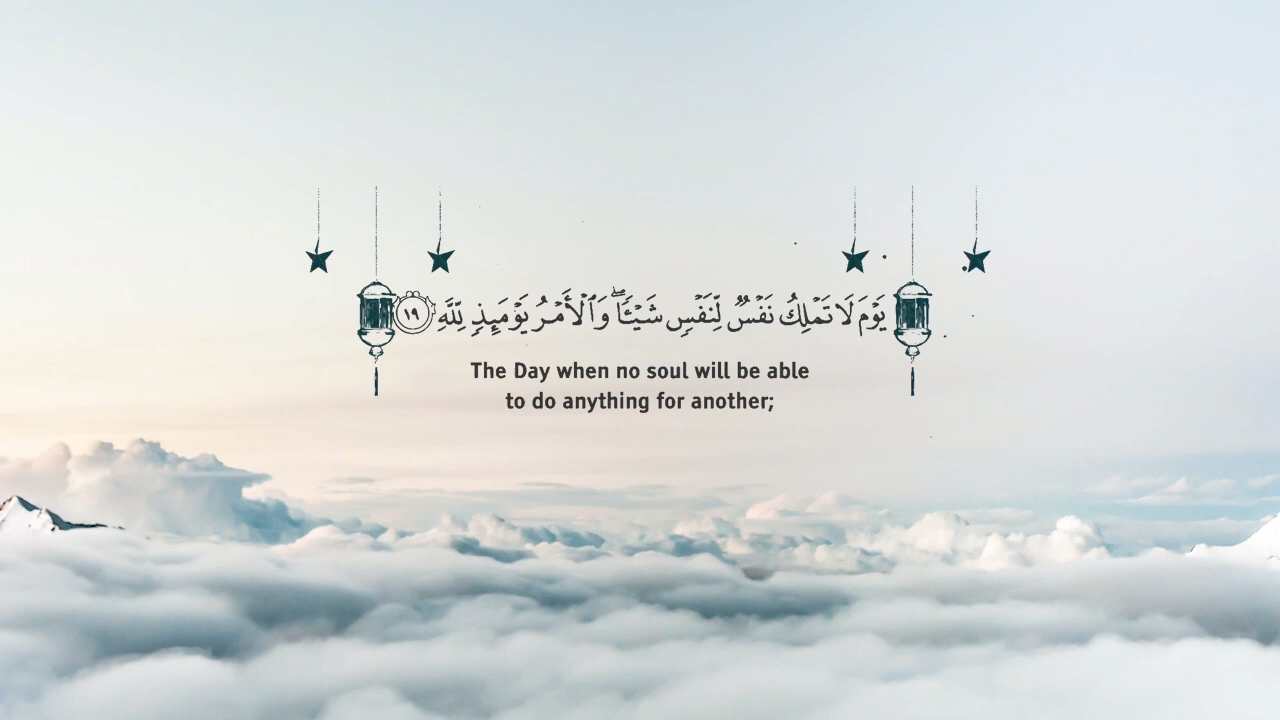 يَوۡمَ لَا تَمۡلِكُ نَفۡسٞ لِّنَفۡسٖ شَيۡـٔٗاۖ وَٱلۡأَمۡرُ يَوۡمَئِذٖ لِّلَّهِ ١٩
The Day when no soul will be able
to do anything for another;